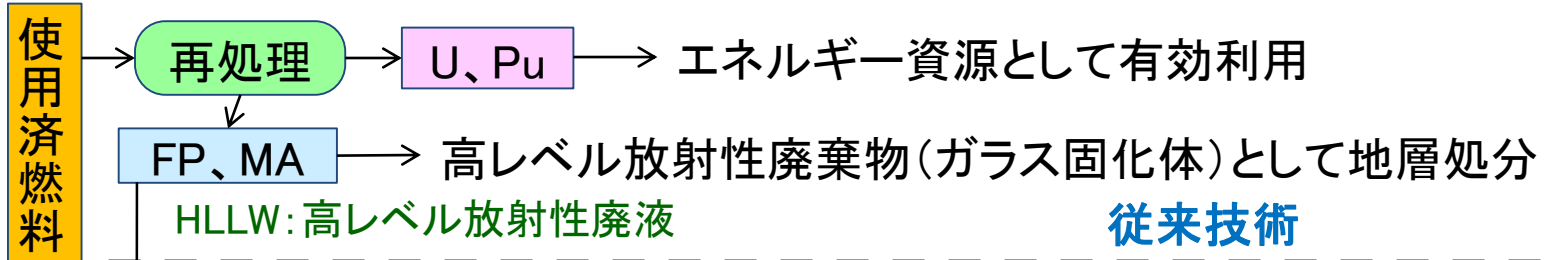 使用済燃料
再処理
U、Pu
エネルギー資源として有効利用
FP、MA
高レベル放射性廃棄物(ガラス固化体)として地層処分
HLLW:高レベル放射性廃液
従来技術